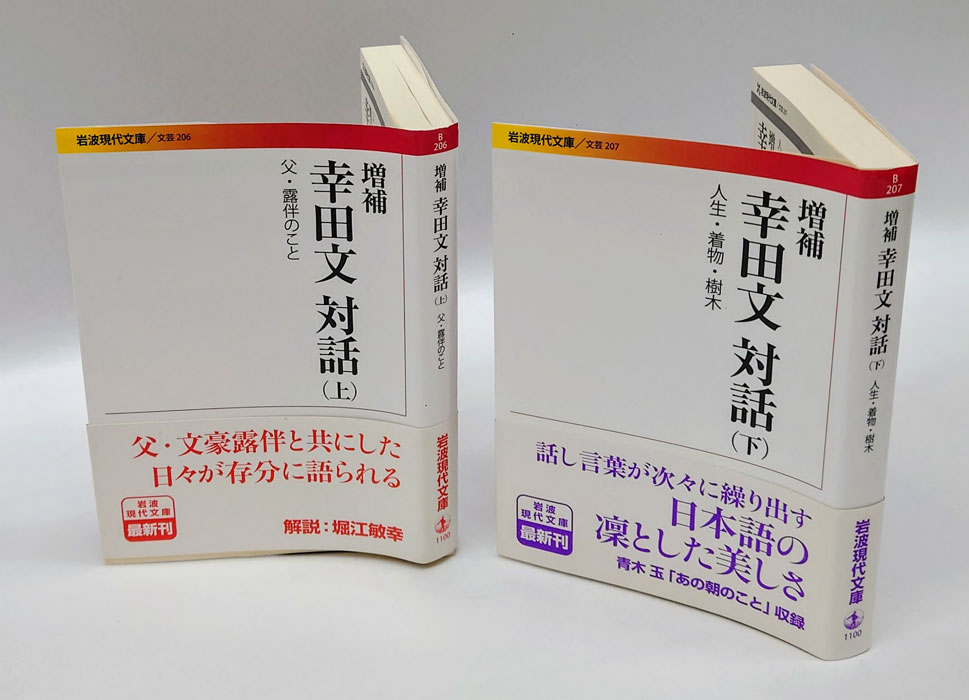 岩波現代文庫/文芸 206
増補
幸田文 対話(上)
父・露伴のこと
父・文豪露伴と共にした
日々が存分に語られる
岩波
現代文庫
最新刊
解説:堀江敏幸
B
206
増補 幸田文 対話(上) 父・露伴のこと
岩波現代文庫
1100
岩波現代文庫/文芸 207
増補
幸田文 対話(下)
人生・着物・樹木
話し言葉が次々に繰り出す
日本語の
凜とした美しさ
岩波
現代文庫
最新刊
青木 玉「あの朝のこと」収録
B
207
増補 幸田文 対話(下) 人生・着物・樹木
岩波現代文庫
1100